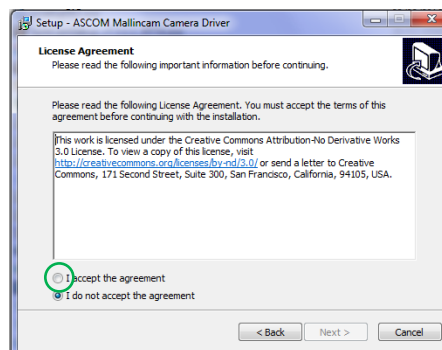 Setup - ASCOM Mallincam Camera Driver
License Agreement
Please read the following important information before continuing.
Please read the following License Agreement. You must accept the terms of this
agreement before continuing with the installation.
This work is licensed under the Creative Commons Attribution-No Derivative Works
3.0 License. To view a copy of this license, visit
http://creativecommons.org/licenses/by-nd/3.0/ or send a letter to Creative
Commons, 171 Second Street, Suite 300, San Francisco, California, 94105, USA.
I accept the agreement
I do not accept the agreement
< Back
Next >
Cancel